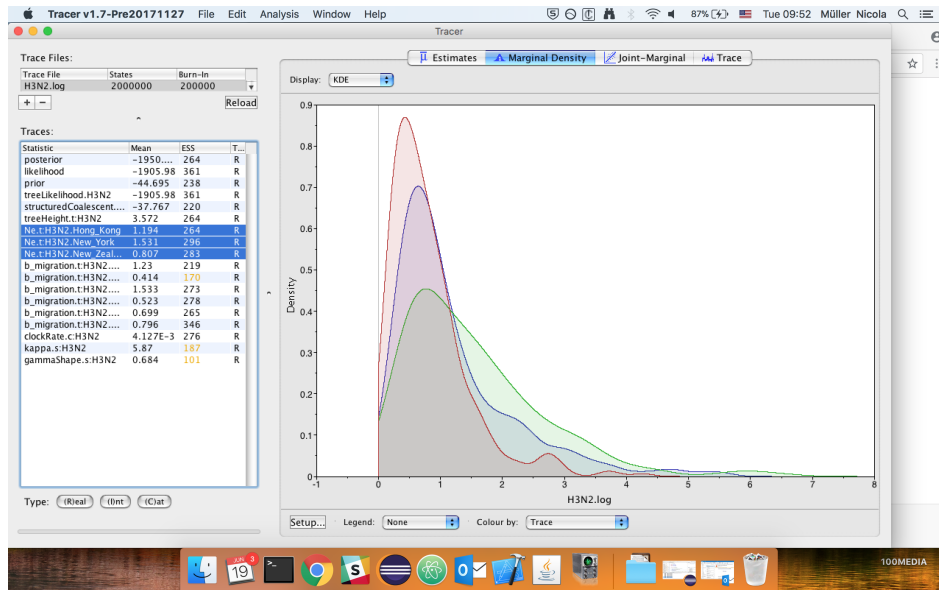 Tracer v1.7-Pre20171127 File Edit Analysis Window Help 87% Tue 09:52 Müller Nicola
Tracer
Trace Files:
Trace File States Burn-In
H3N2.log 2000000 200000
+ − Reload
Traces:
Statistic Mean ESS T...
posterior −1950.... 264 R
likelihood −1905.98 361 R
prior −44.695 238 R
treeLikelihood.H3N2 −1905.98 361 R
structuredCoalescent.... −37.767 220 R
treeHeight.t:H3N2 3.572 264 R
Ne.t:H3N2.Hong_Kong 1.194 264 R
Ne.t:H3N2.New_York 1.531 296 R
Ne.t:H3N2.New_Zeal... 0.807 283 R
b_migration.t:H3N2.... 1.23 219 R
b_migration.t:H3N2.... 0.414 170 R
b_migration.t:H3N2.... 1.533 273 R
b_migration.t:H3N2.... 0.523 278 R
b_migration.t:H3N2.... 0.699 265 R
b_migration.t:H3N2.... 0.796 346 R
clockRate.c:H3N2 4.127E-3 276 R
kappa.s:H3N2 5.87 187 R
gammaShape.s:H3N2 0.684 101 R
Type: (R)eal (I)nt (C)at
Estimates Marginal Density Joint-Marginal Trace
Display: KDE
0.9
0.8
0.7
0.6
0.5
0.4
0.3
0.2
0.1
0
Density
-1 0 1 2 3 4 5 6 7 8
H3N2.log
Setup... Legend: None Colour by: Trace
JUN 3
19
100MEDIA